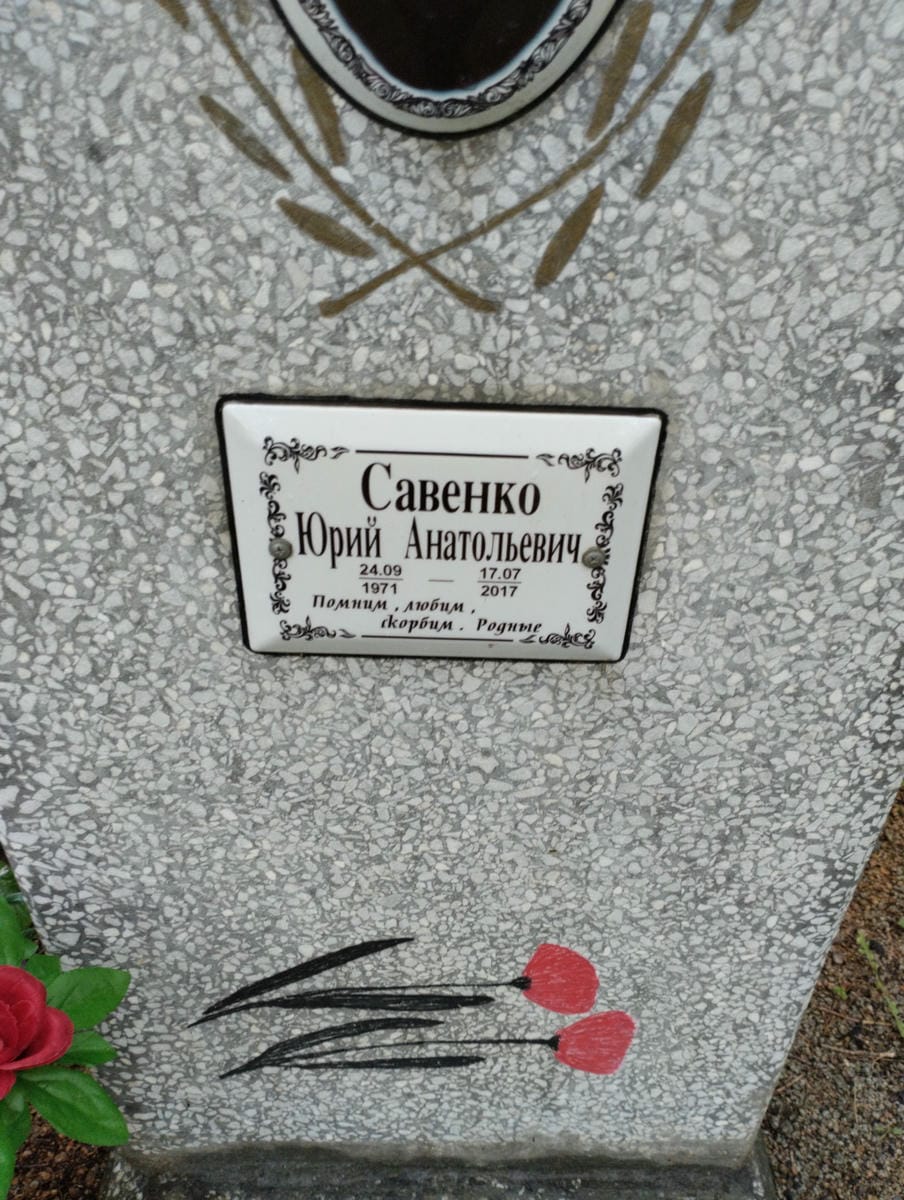 Савенко
Юрий Анатольевич
24.09 — 17.07
1971 2017
Помним, любим,
скорбим. Родные